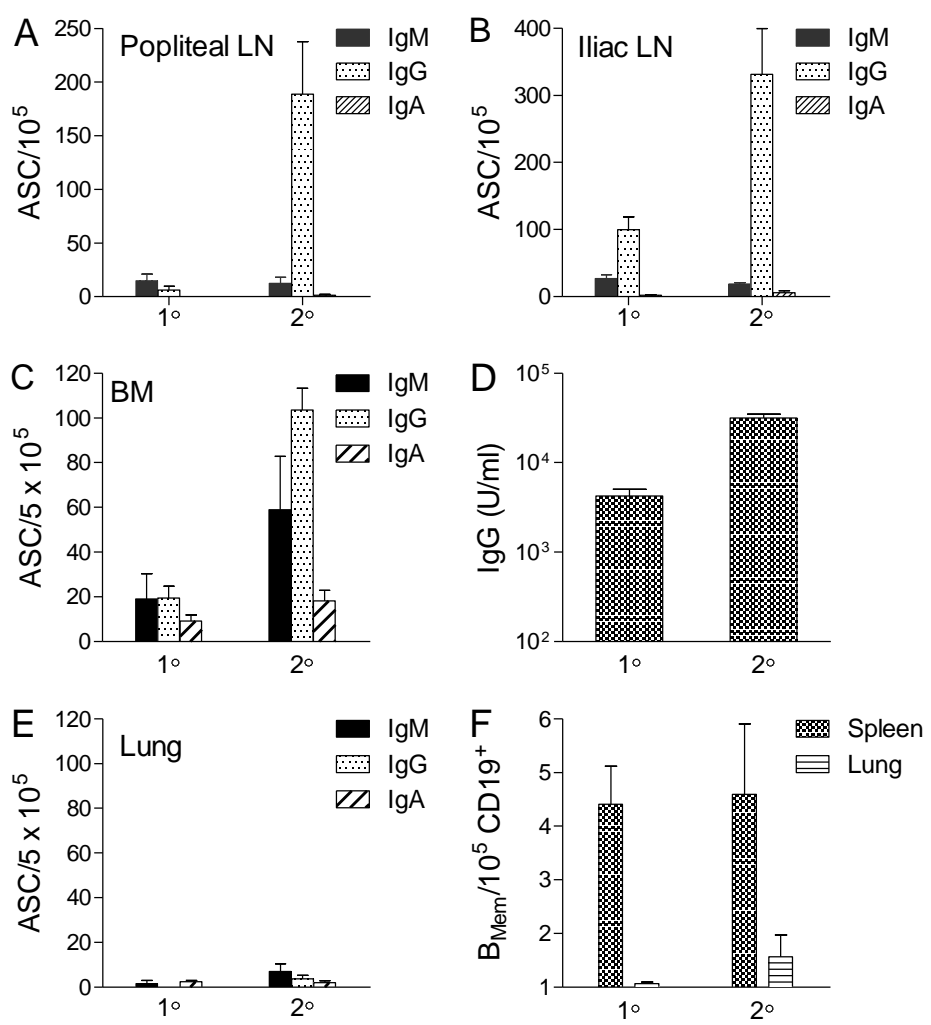 A
Popliteal LN
IgM
IgG
IgA
ASC/10⁵
250
200
150
100
50
0
1° 2°
B
Iliac LN
IgM
IgG
IgA
ASC/10⁵
400
300
200
100
0
1° 2°
C
BM
IgM
IgG
IgA
ASC/5 x 10⁵
120
100
80
60
40
20
0
1° 2°
D
IgG (U/ml)
10⁵
10⁴
10³
10²
1° 2°
E
Lung
IgM
IgG
IgA
ASC/5 x 10⁵
120
100
80
60
40
20
0
1° 2°
F
Spleen
Lung
B_Mem/10⁵ CD19⁺
6
5
4
3
2
1
1° 2°